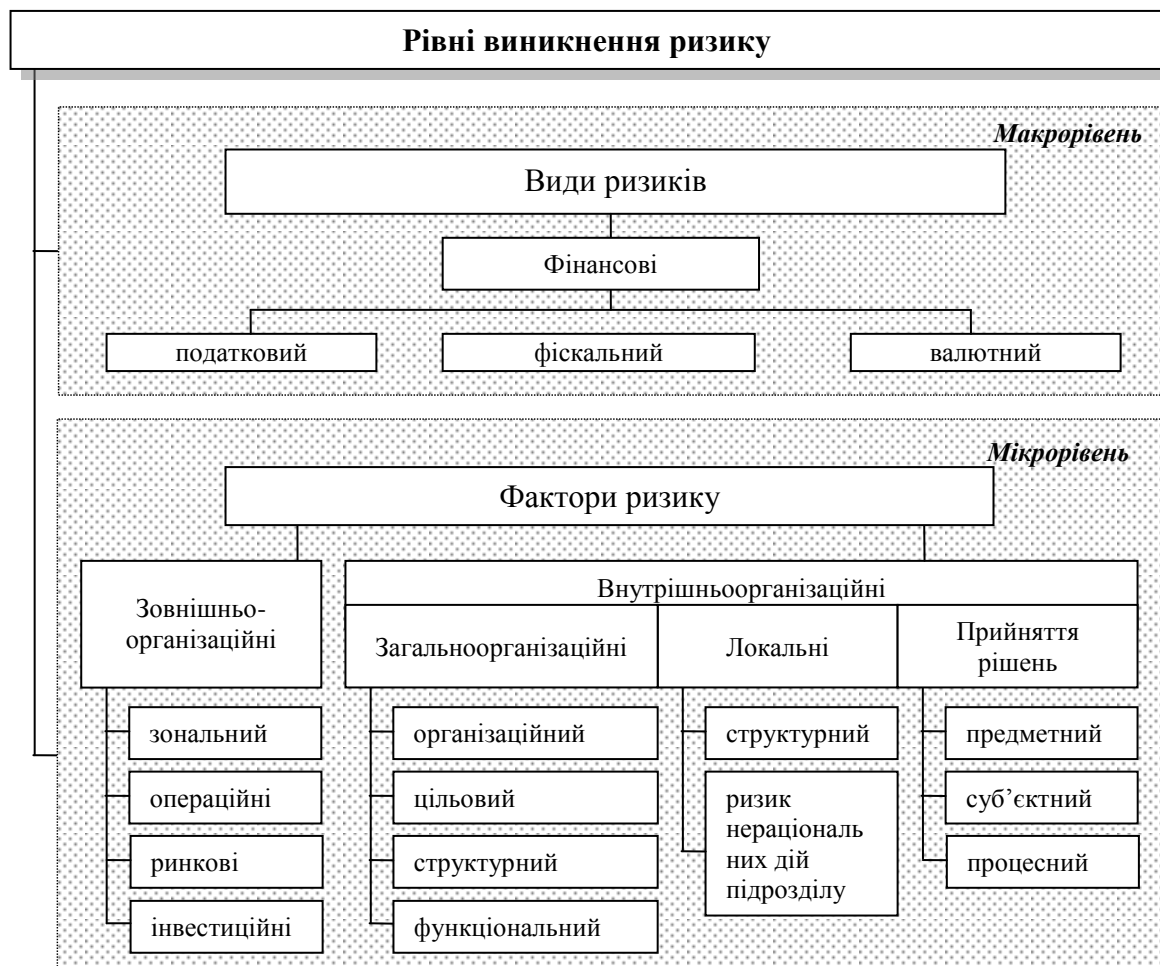 Рівні виникнення ризику
Макрорівень
Види ризиків
Фінансові
податковий
фіскальний
валютний
Мікрорівень
Фактори ризику
Зовнішньо-
організаційні
Внутрішньоорганізаційні
Загальноорганізаційні
Локальні
Прийняття
рішень
зональний
операційні
ринкові
інвестиційні
організаційний
цільовий
структурний
функціональний
структурний
ризик
нераціональ
них дій
підрозділу
предметний
суб’єктний
процесний